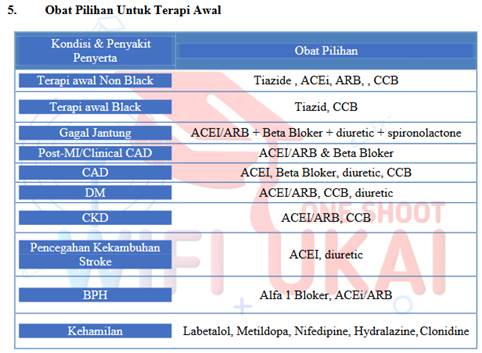 5. Obat Pilihan Untuk Terapi Awal
Kondisi & Penyakit
Penyerta
Obat Pilihan
Terapi awal Non Black
Tiazide , ACEi, ARB, , CCB
Terapi awal Black
Tiazid, CCB
Gagal Jantung
ACEI/ARB + Beta Bloker + diuretic + spironolactone
Post-MI/Clinical CAD
ACEI/ARB & Beta Bloker
CAD
ACEI, Beta Bloker, diuretic, CCB
DM
ACEI/ARB, CCB, diuretic
CKD
ACEI/ARB, CCB
Pencegahan Kekambuhan
Stroke
ACEI, diuretic
BPH
Alfa 1 Bloker, ACEi/ARB
Kehamilan
Labetalol, Metildopa, Nifedipine, Hydralazine, Clonidine
ONE SHOOT
WIFI UKAI